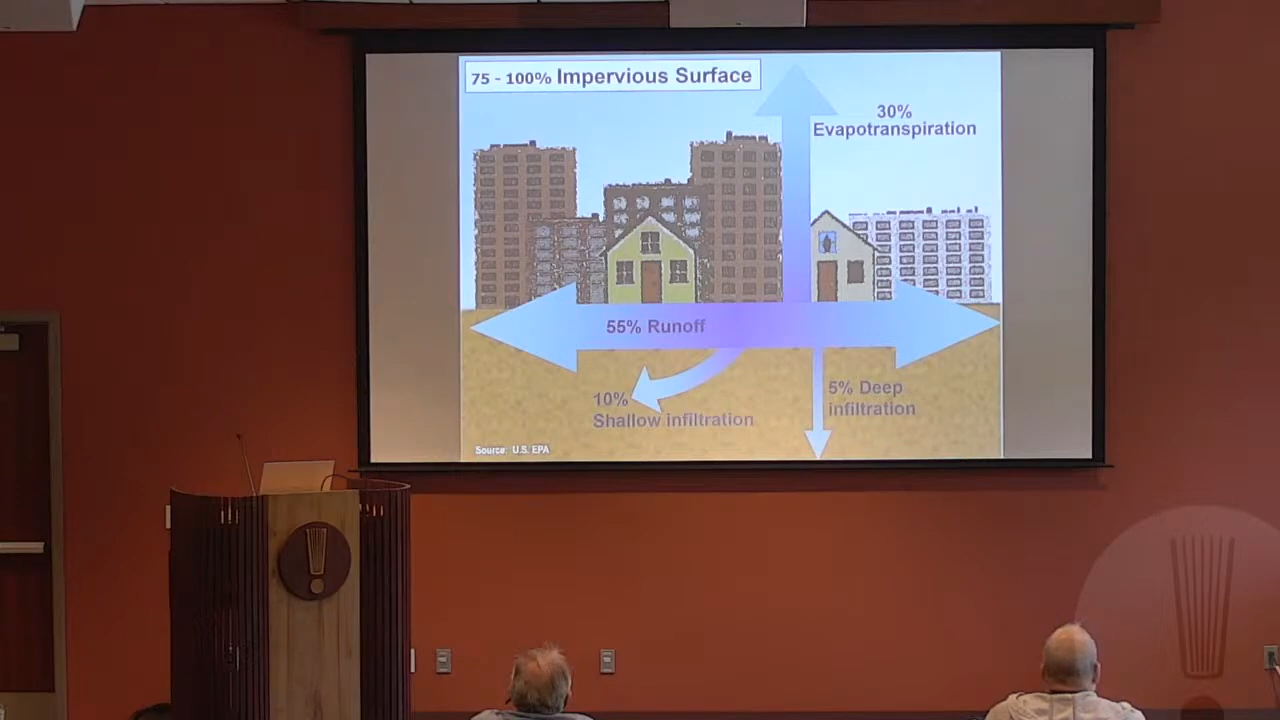 75 - 100% Impervious Surface
30%
Evapotranspiration
55% Runoff
10%
Shallow infiltration
5% Deep
infiltration
Source: U.S. EPA